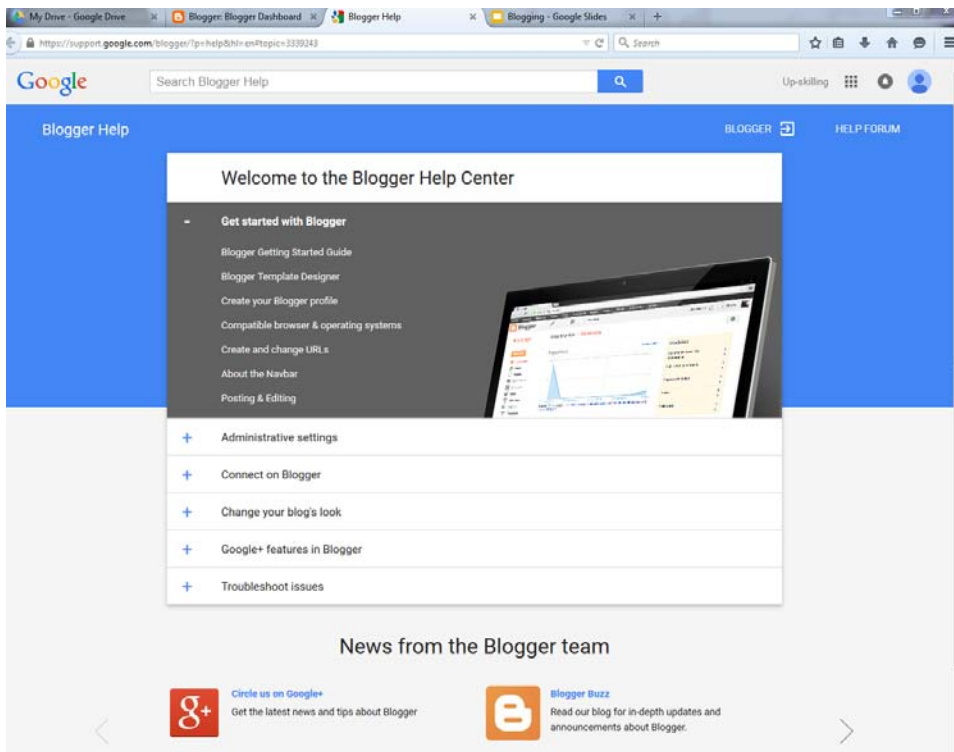 My Drive - Google Drive
Blogger: Blogger Dashboard
Blogger Help
Blogging - Google Slides
https://support.google.com/blogger/?p=help&hl=en#topic=3339243
Search
Google
Search Blogger Help
Up-skilling
Blogger Help
BLOGGER
HELP FORUM
Welcome to the Blogger Help Center
- Get started with Blogger
Blogger Getting Started Guide
Blogger Template Designer
Create your Blogger profile
Compatible browser & operating systems
Create and change URLs
About the Navbar
Posting & Editing
Blogger
+ Administrative settings
+ Connect on Blogger
+ Change your blog's look
+ Google+ features in Blogger
+ Troubleshoot issues
News from the Blogger team
g+
Circle us on Google+
Get the latest news and tips about Blogger
Blogger Buzz
Read our blog for in-depth updates and
announcements about Blogger.